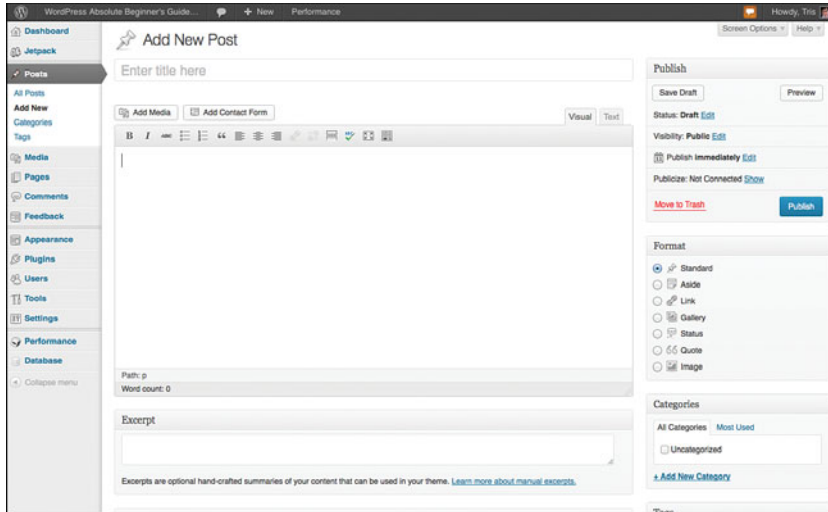 WordPress Absolute Beginner's Guide... + New Performance Howdy, Tris
Screen Options Help
Dashboard
Jetpack
Posts
All Posts
Add New
Categories
Tags
Media
Pages
Comments
Feedback
Appearance
Plugins
Users
Tools
Settings
Performance
Database
Collapse menu
Add New Post
Enter title here
Add Media Add Contact Form Visual Text
B I ABC
Path: p
Word count: 0
Excerpt
Excerpts are optional hand-crafted summaries of your content that can be used in your theme. Learn more about manual excerpts.
Publish
Save Draft Preview
Status: Draft Edit
Visibility: Public Edit
Publish immediately Edit
Publicize: Not Connected Show
Move to Trash Publish
Format
Standard
Aside
Link
Gallery
Status
Quote
Image
Categories
All Categories Most Used
Uncategorized
+ Add New Category
Tags